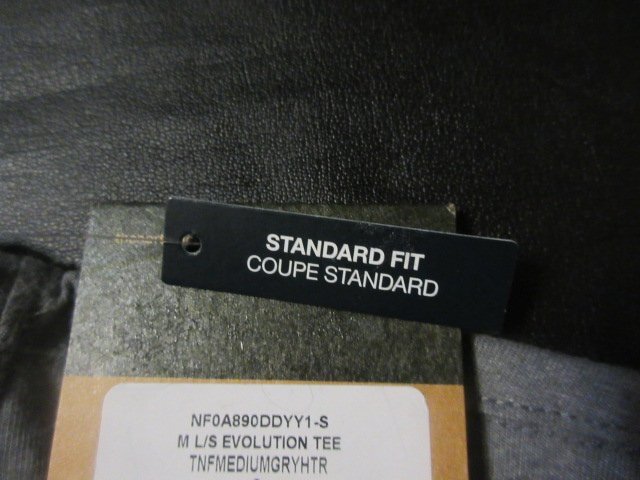 STANDARD FIT
COUPE STANDARD
NF0A890DDYY1-S
M L/S EVOLUTION TEE
TNFMEDIUMGRYHTR